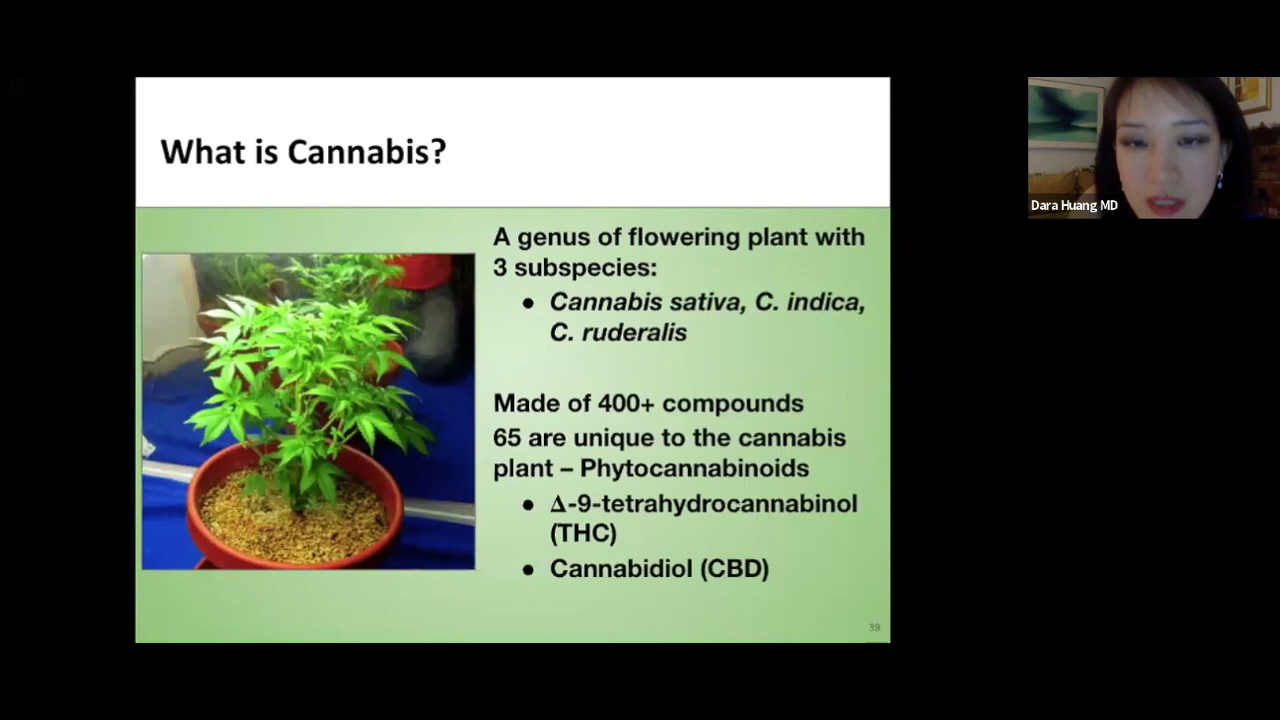 What is Cannabis?
A genus of flowering plant with
3 subspecies:
● Cannabis sativa, C. indica,
C. ruderalis
Made of 400+ compounds
65 are unique to the cannabis
plant – Phytocannabinoids
● Δ-9-tetrahydrocannabinol
(THC)
● Cannabidiol (CBD)
39
Dara Huang MD